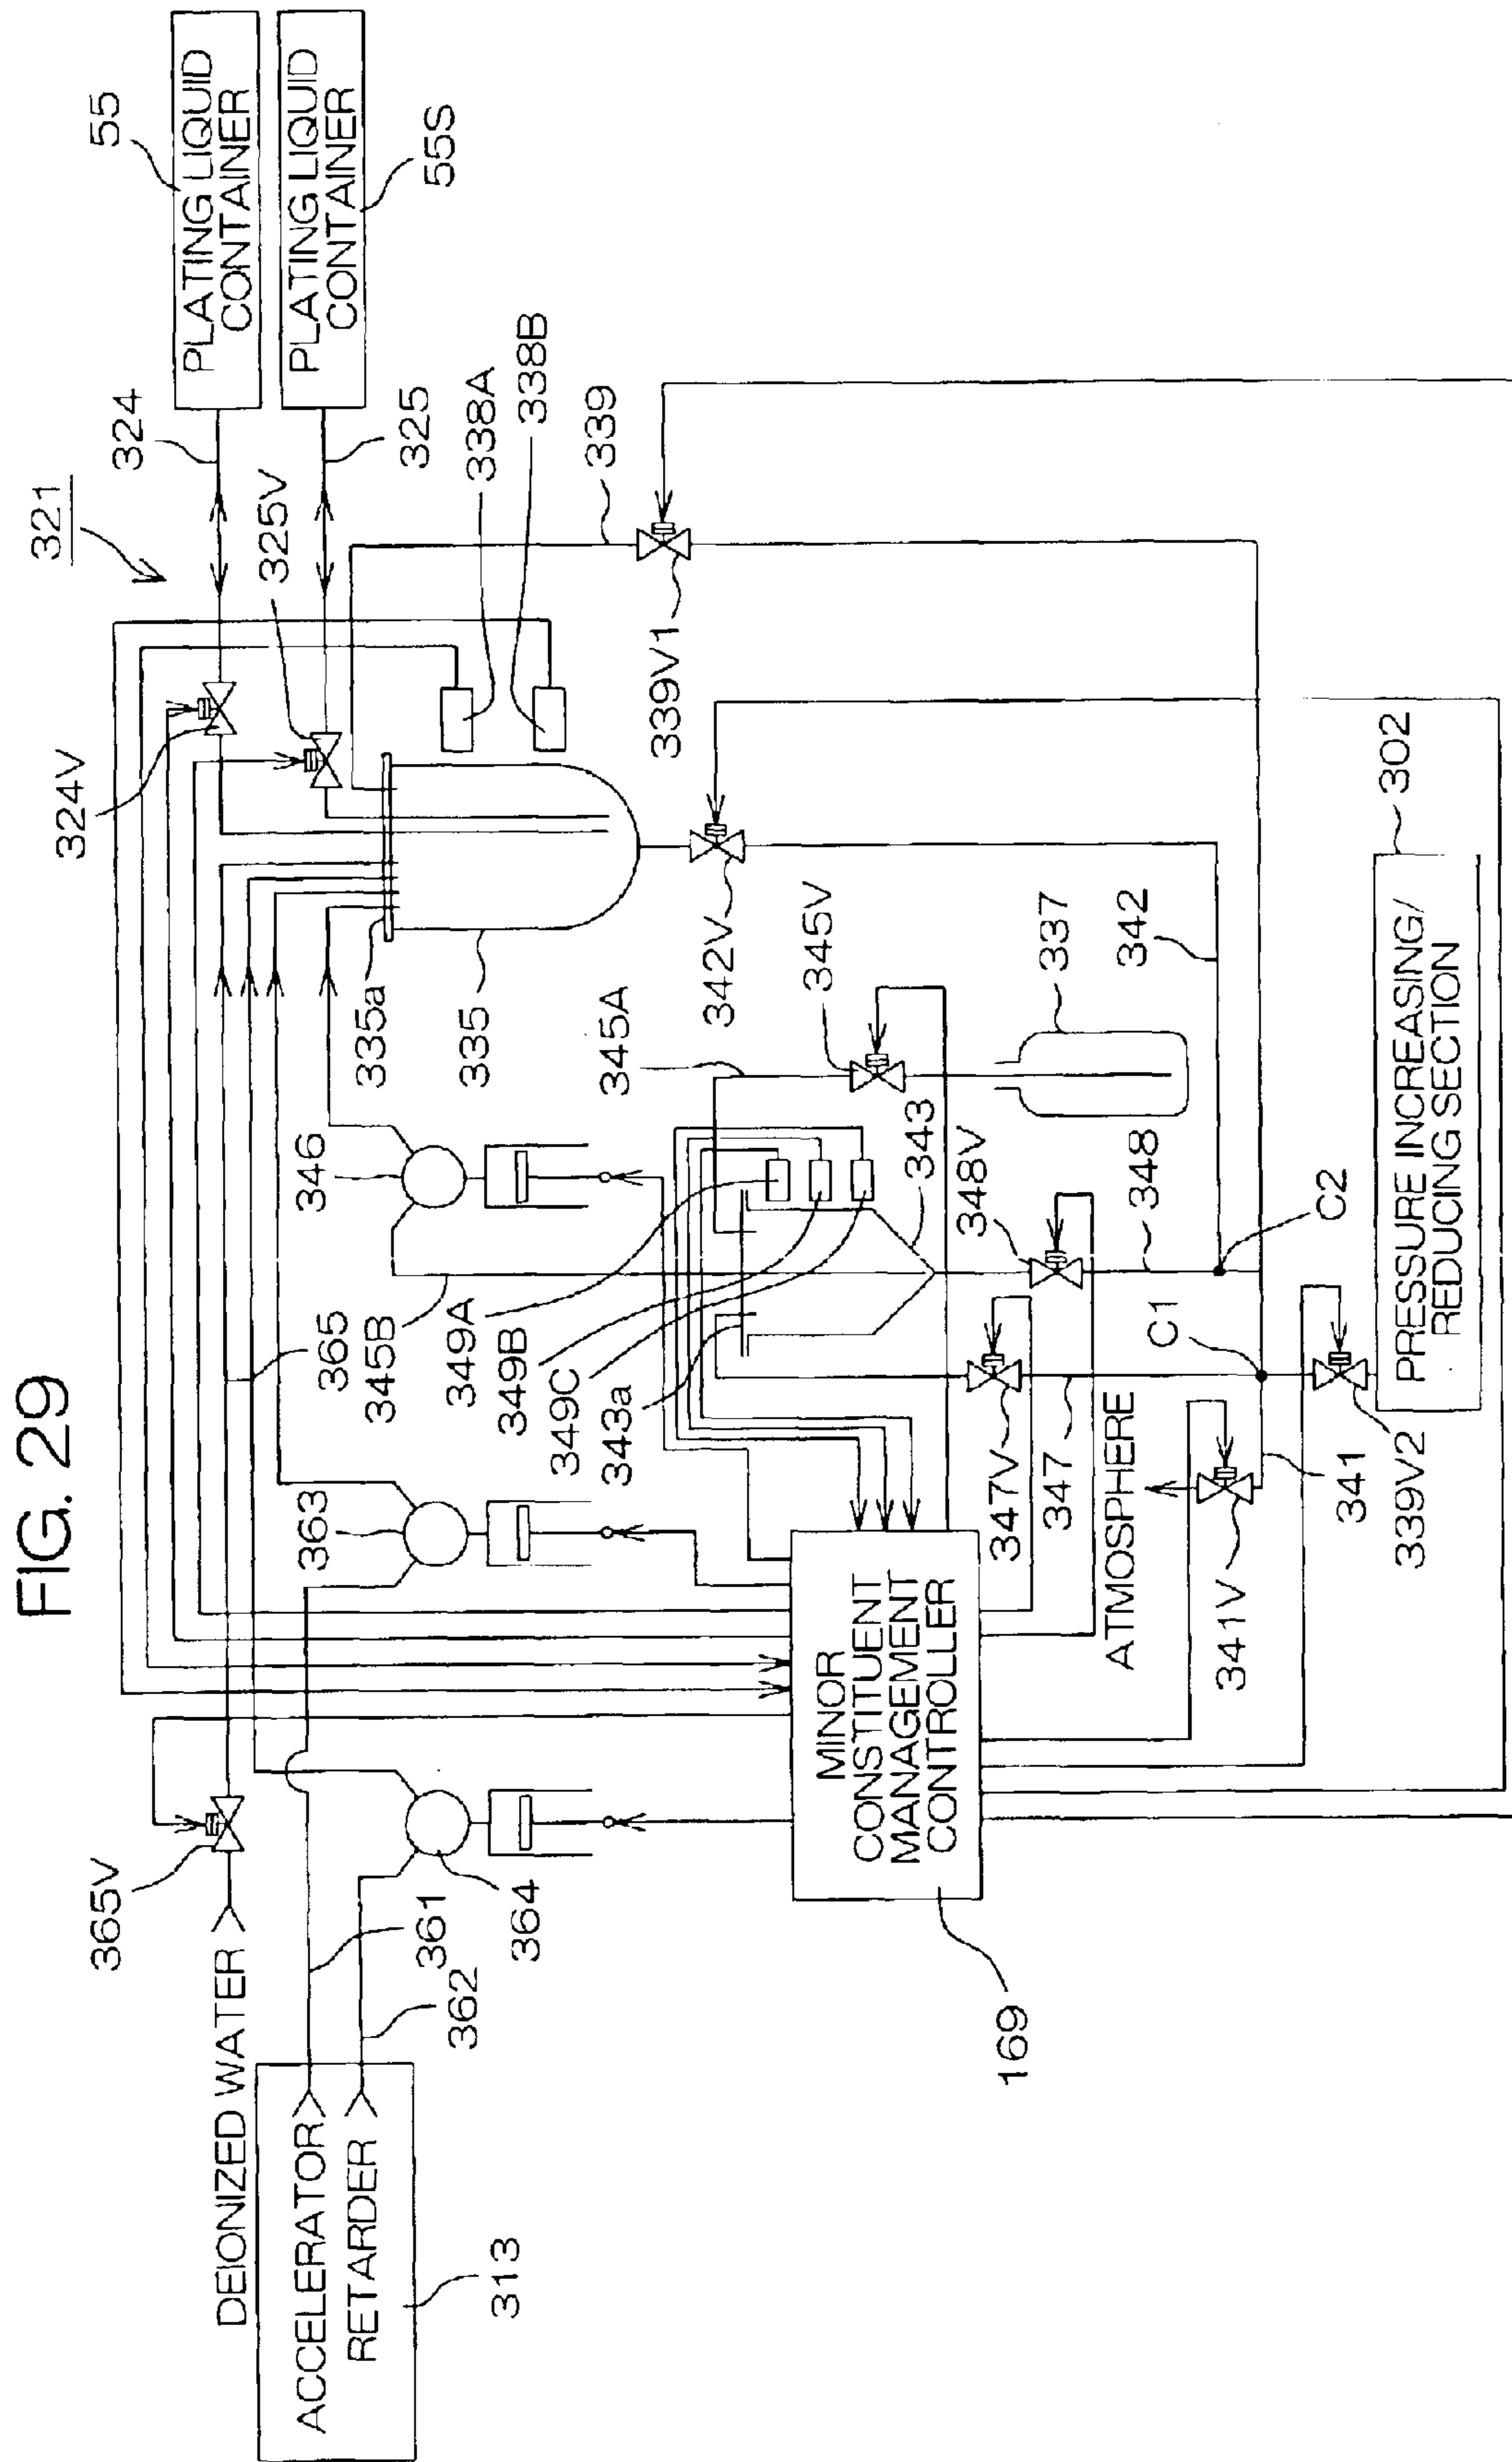 FIG. 29
321
55
PLATING LIQUID
CONTAINER
PLATING LIQUID
CONTAINER
55S
324
325
324V
325V
338A
338B
339
339V1
335a
335
342V
342
345A
345V
337
346
343
348V
348
C2
302
PRESSURE INCREASING/
REDUCING SECTION
365
345B
349A
349B
349C
343a
347V
347
C1
ATMOSPHERE
341V
341
339V2
363
MINOR
CONSTITUENT
MANAGEMENT
CONTROLLER
169
365V
364
361
362
DEIONIZED WATER
ACCELERATOR
RETARDER
313